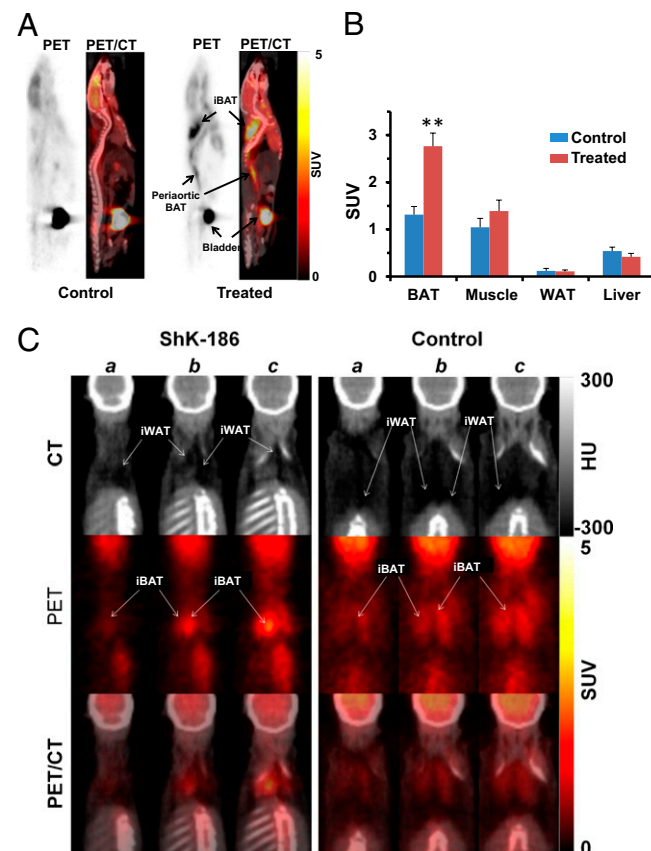 A
PET PET/CT PET PET/CT
5
iBAT
SUV
Periaortic
BAT
Bladder
0
Control Treated
B
**
3
Control
Treated
2
SUV
1
0
BAT Muscle WAT Liver
C
ShK-186 Control
a b c a b c
300
iWAT iWAT iWAT iWAT
CT
HU
-300
5
iBAT iBAT iBAT iBAT
PET
SUV
PET/CT
0